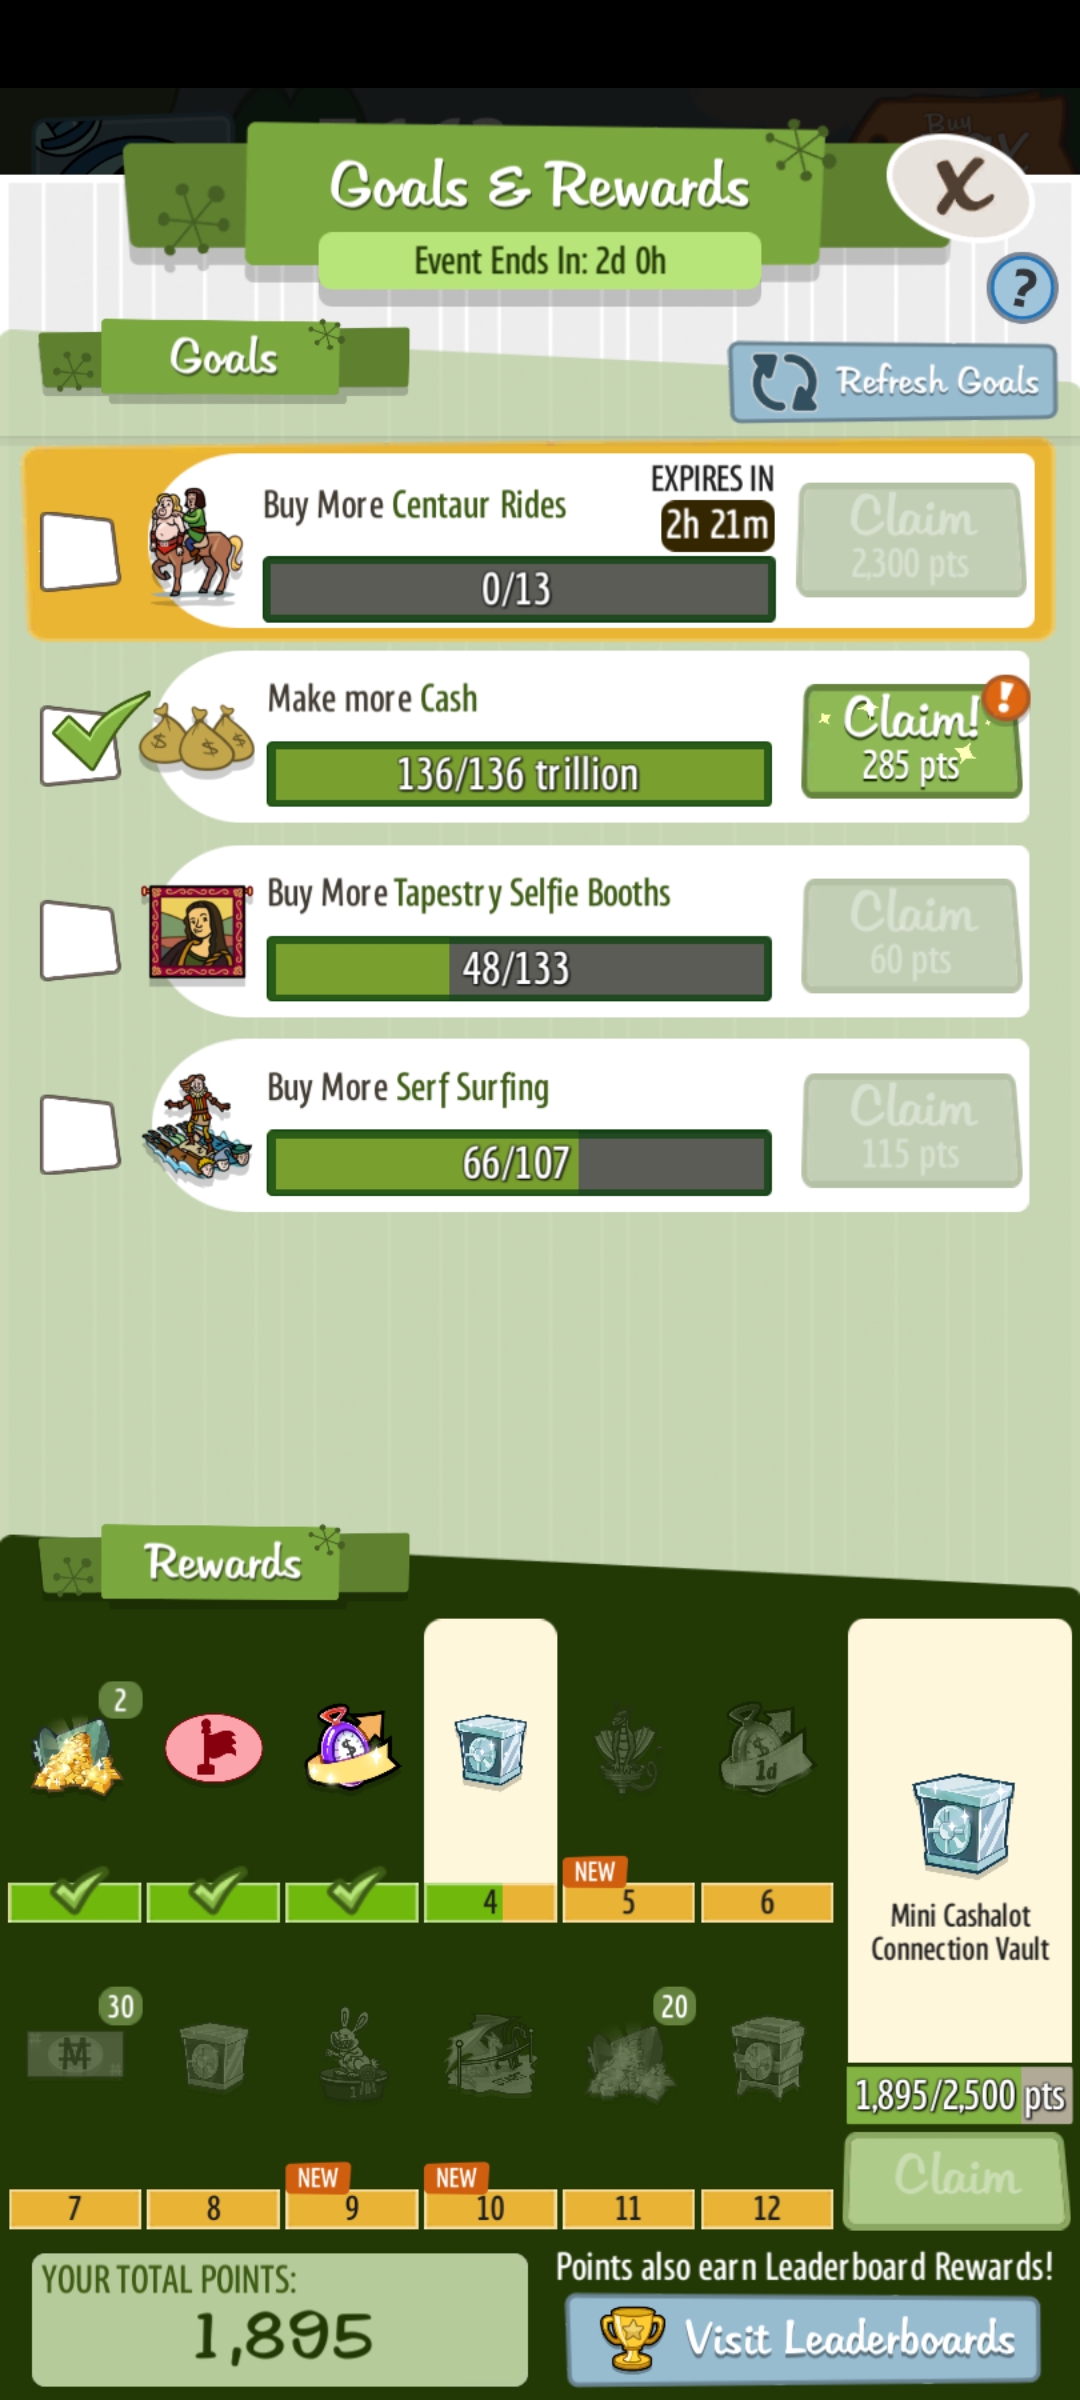 Buy
Goals & Rewards
X
Event Ends In: 2d 0h
?
Goals
Refresh Goals
Buy More Centaur Rides
EXPIRES IN
2h 21m
0/13
Claim
2,300 pts
Make more Cash
136/136 trillion
Claim!
!
285 pts
Buy More Tapestry Selfie Booths
48/133
Claim
60 pts
Buy More Serf Surfing
66/107
Claim
115 pts
Rewards
2
1d
4
NEW
5
6
Mini Cashalot
Connection Vault
30
20
1,895/2,500 pts
Claim
7
8
NEW
9
NEW
10
11
12
YOUR TOTAL POINTS:
1,895
Points also earn Leaderboard Rewards!
Visit Leaderboards